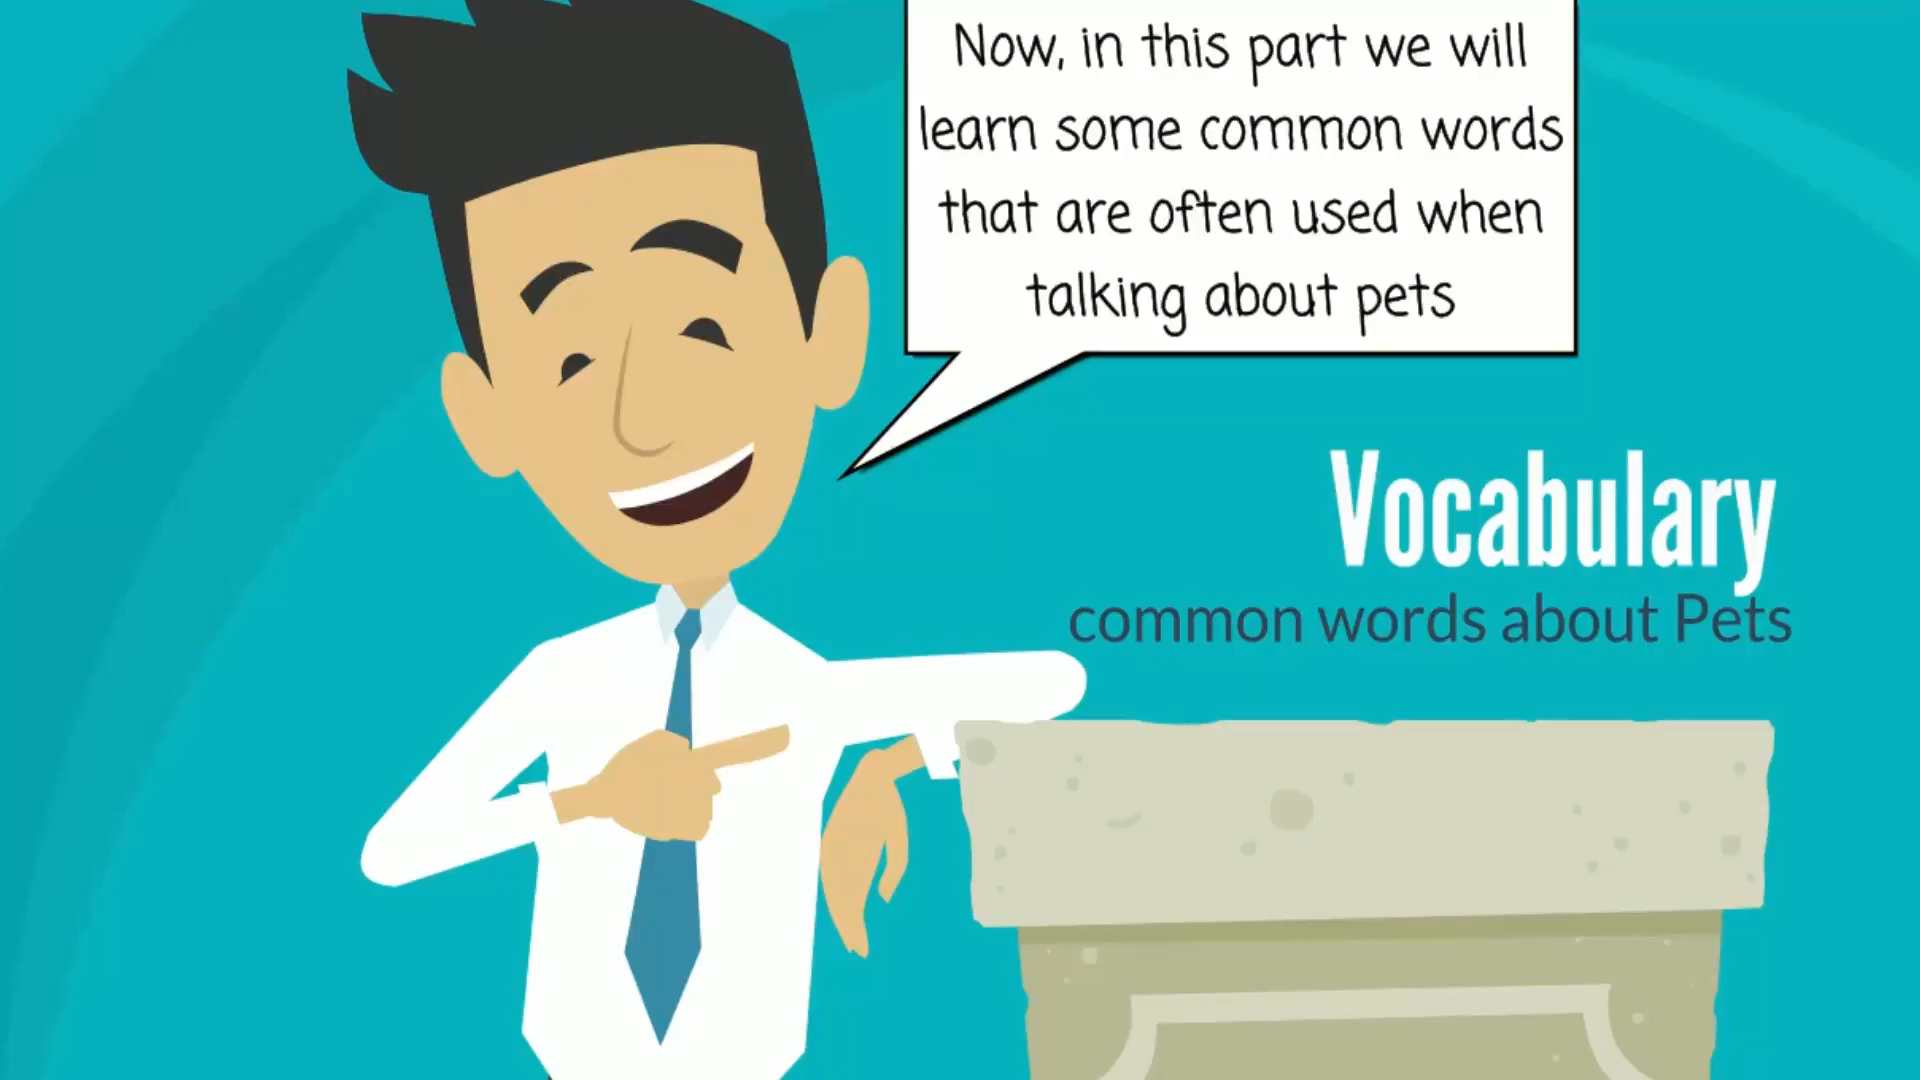 Now, in this part we will
learn some common words
that are often used when
talking about pets
Vocabulary
common words about Pets